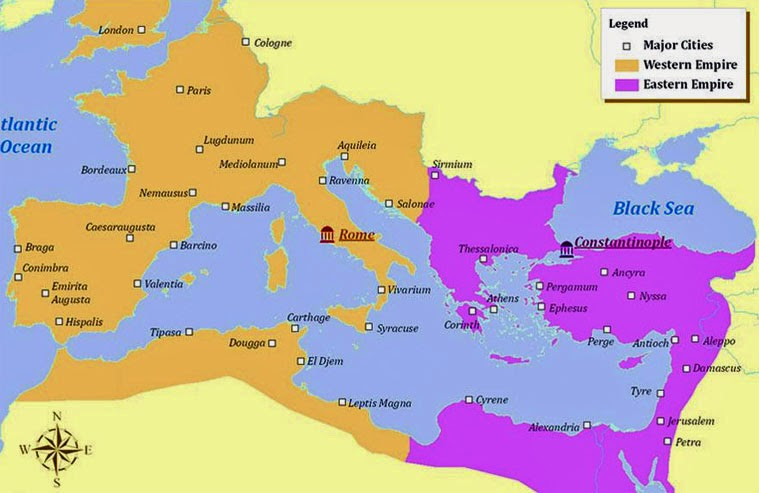 Legend
Major Cities
Western Empire
Eastern Empire
London
Cologne
Paris
tlantic
Ocean
Lugdunum
Aquileia
Bordeaux
Mediolanum
Sirmium
Nemausus
Ravenna
Massilia
Salonae
Black Sea
Caesaraugusta
Rome
Constantinople
Braga
Barcino
Thessalonica
Conimbra
Ancyra
Emirita
Augusta
Valentia
Vivarium
Pergamum
Nyssa
Athens
Ephesus
Hispalis
Corinth
Carthage
Tipasa
Syracuse
Perge
Antioch
Aleppo
Dougga
El Djem
Damascus
Tyre
Leptis Magna
Cyrene
N
Alexandria
Jerusalem
W
E
Petra
S